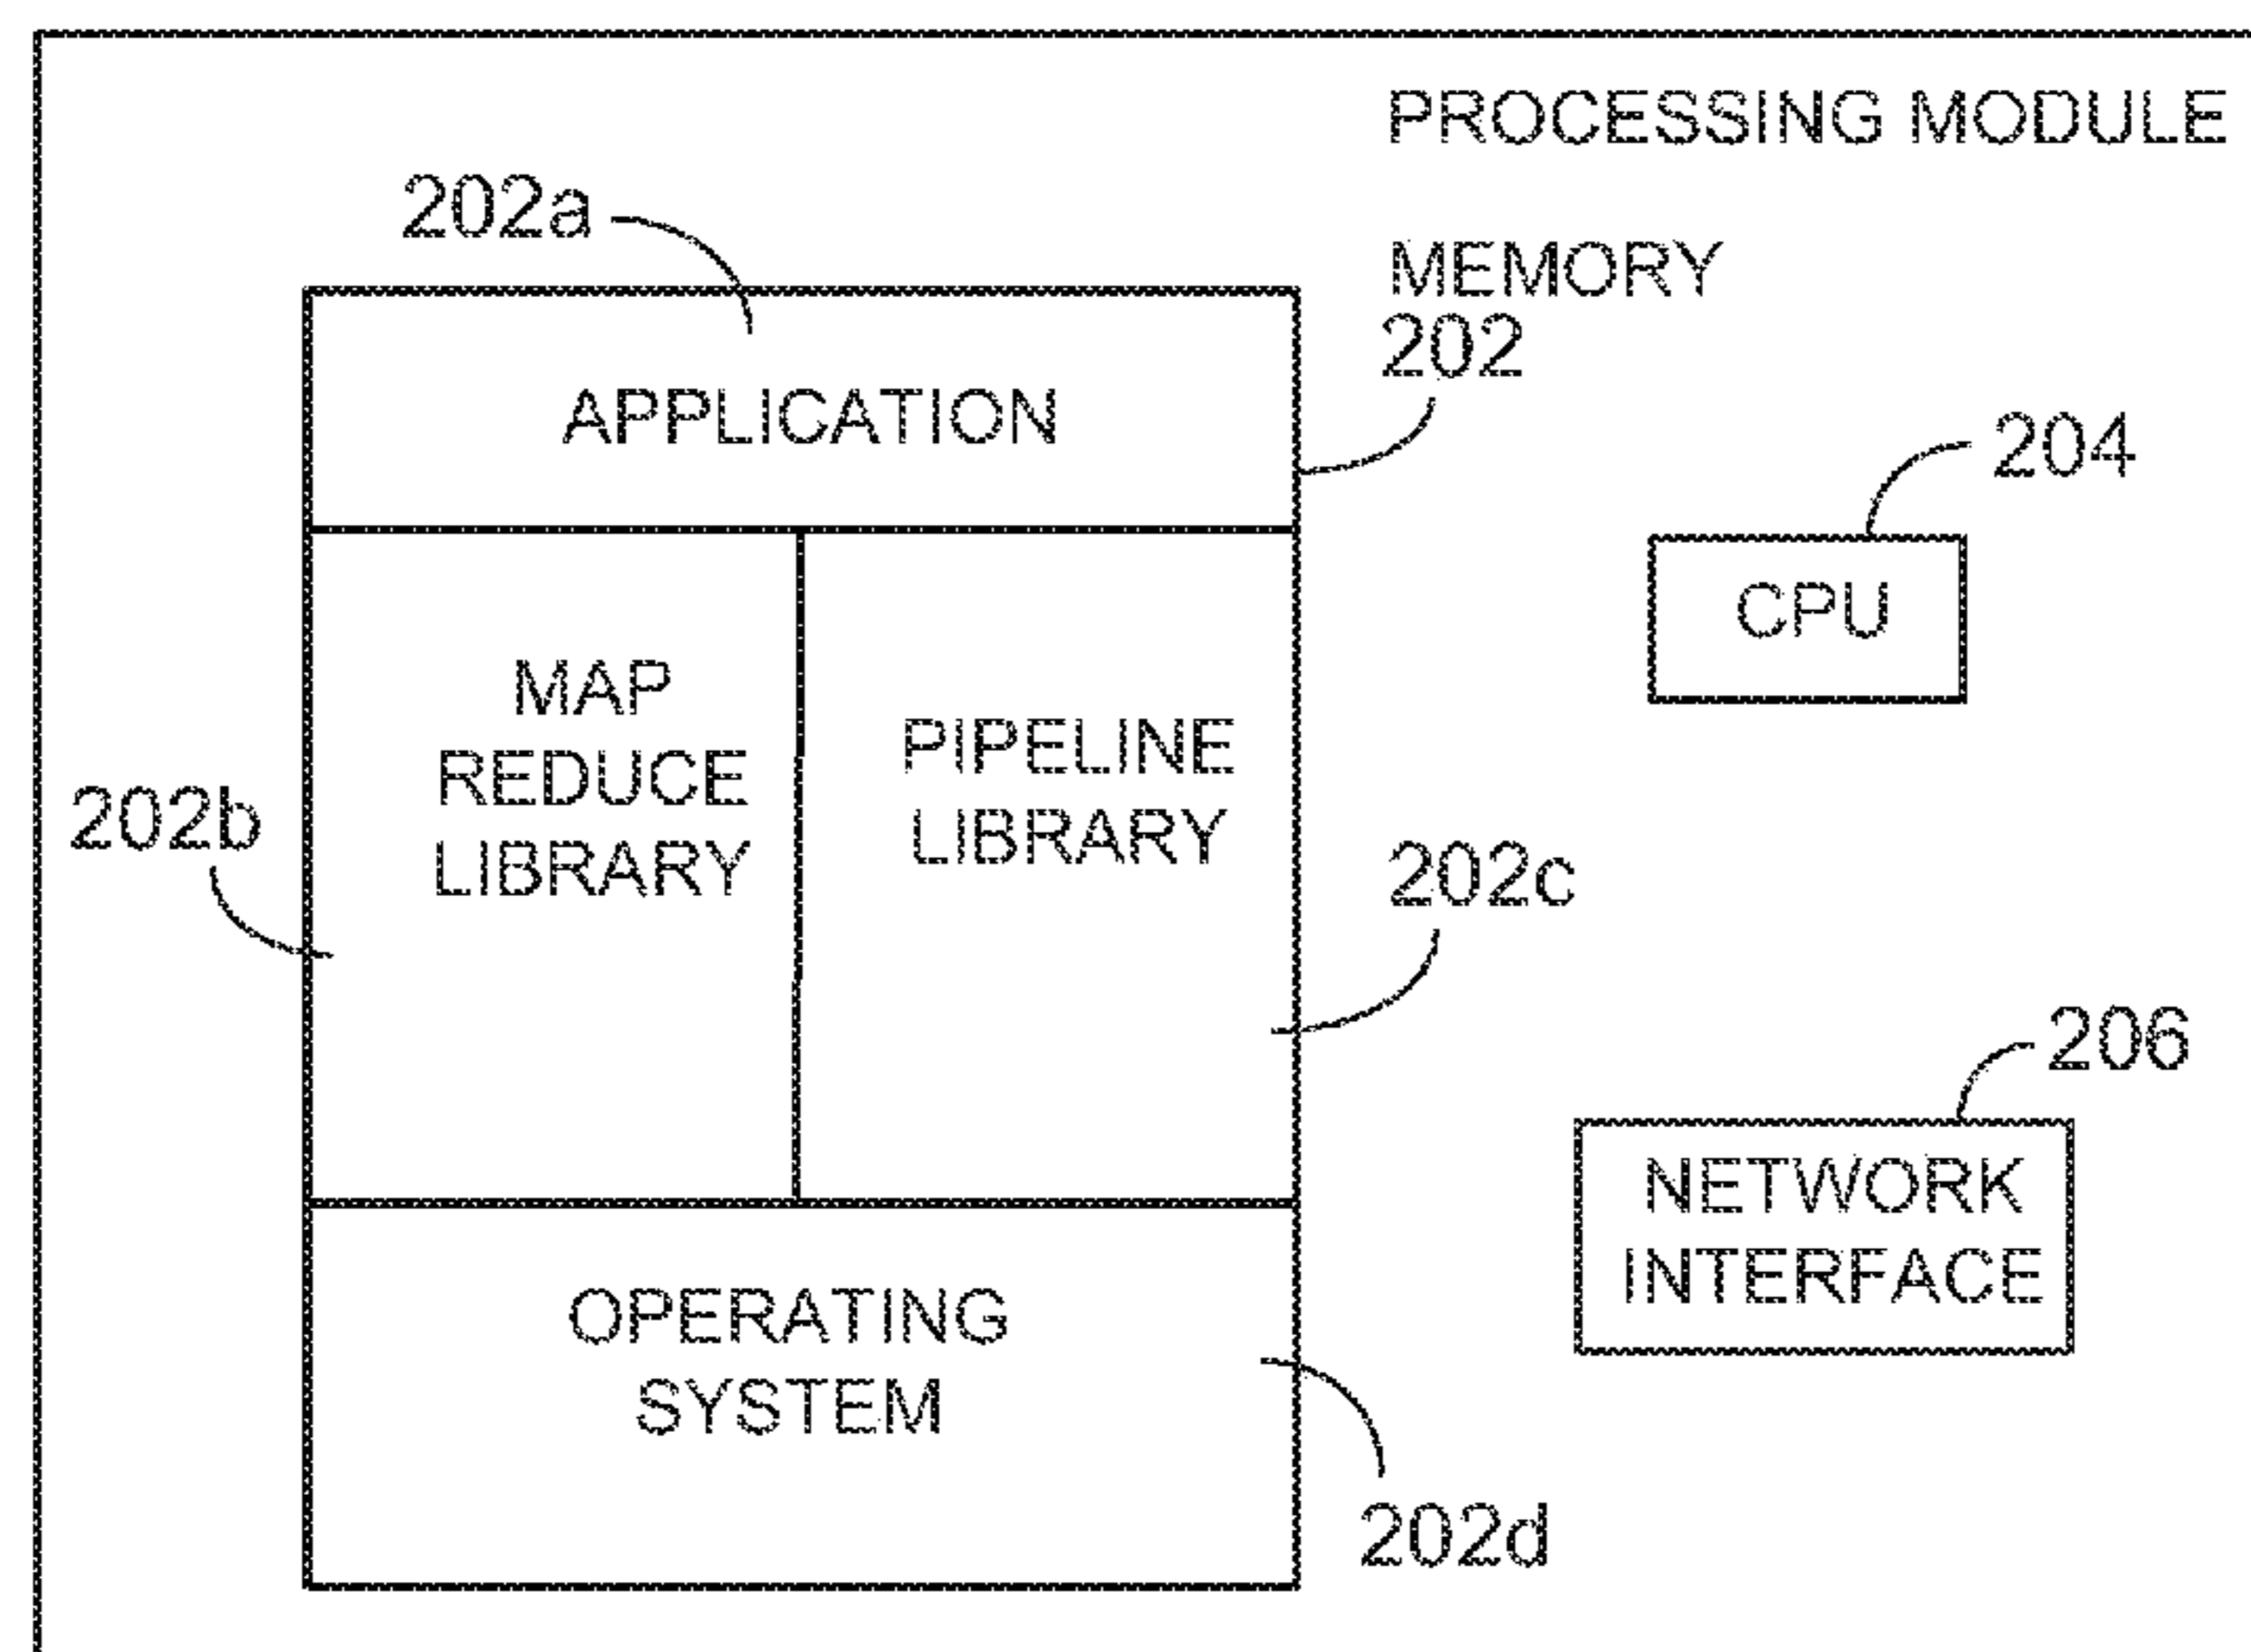 PROCESSING MODULE
202a
MEMORY
202
APPLICATION
204
CPU
MAP
REDUCE
LIBRARY
PIPELINE
LIBRARY
202b
202c
206
NETWORK
INTERFACE
OPERATING
SYSTEM
202d